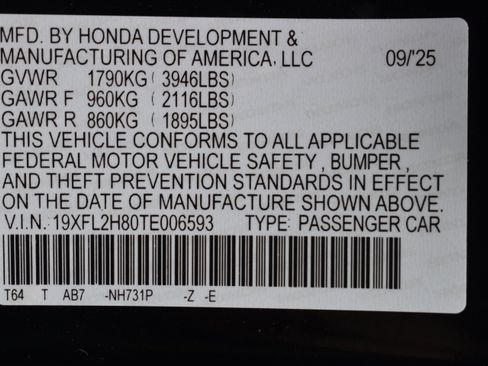 MFD. BY HONDA DEVELOPMENT &
MANUFACTURING OF AMERICA, LLC 09/'25
GVWR 1790KG ( 3946LBS)
GAWR F 960KG ( 2116LBS)
GAWR R 860KG ( 1895LBS)
THIS VEHICLE CONFORMS TO ALL APPLICABLE
FEDERAL MOTOR VEHICLE SAFETY , BUMPER,
AND THEFT PREVENTION STANDARDS IN EFFECT
ON THE DATE OF MANUFACTURE SHOWN ABOVE.
V.I.N. 19XFL2H80TE006593 TYPE: PASSENGER CAR
T64 T AB7 -NH731P -Z -E